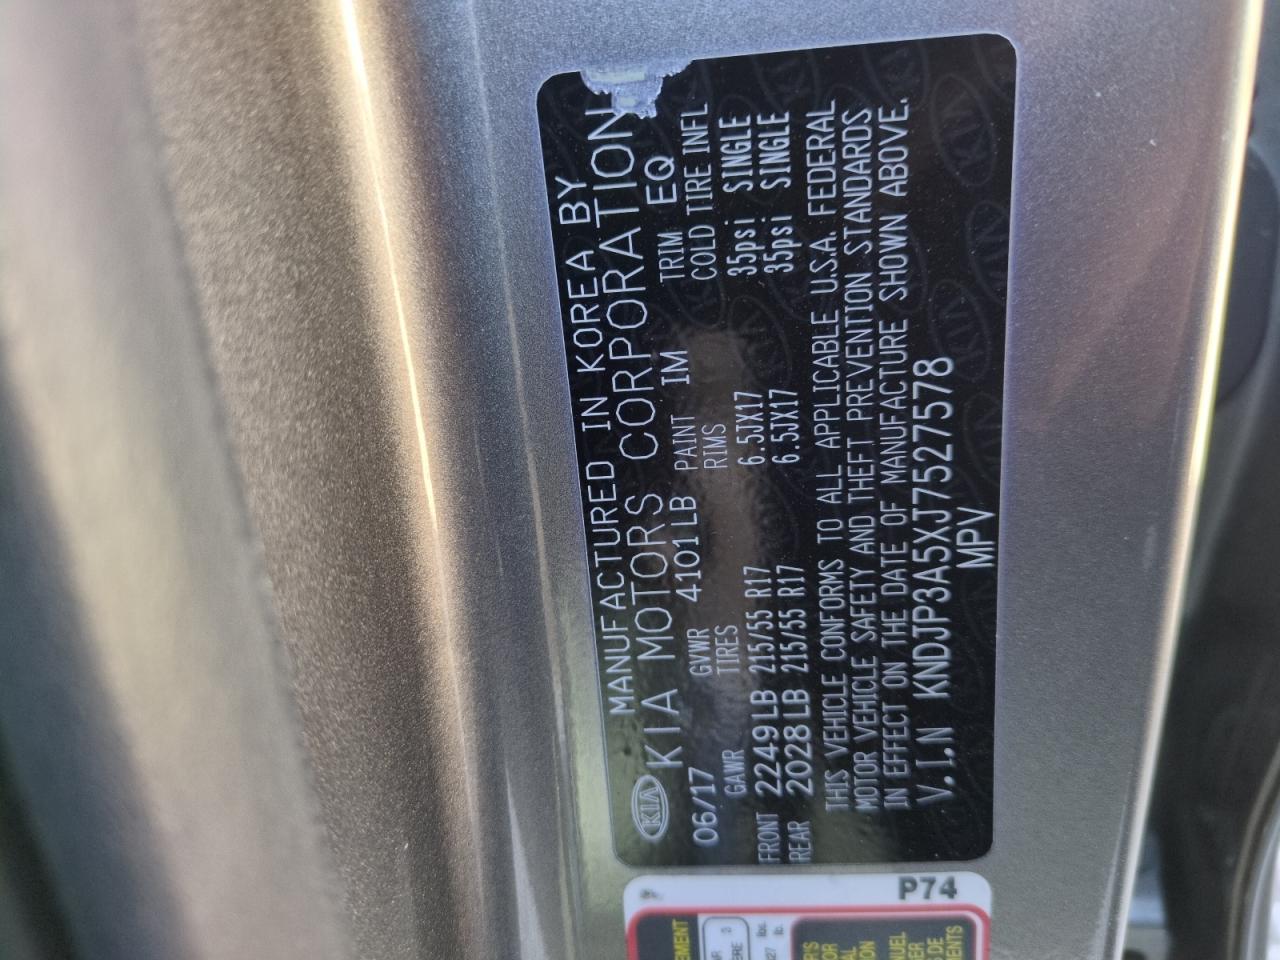 MANUFACTURED IN KOREA BY
KIA KIA MOTORS CORPORATION
06/17 GVWR 4101LB PAINT IM TRIM EQ
GAWR TIRES RIMS COLD TIRE INFL
FRONT 2249LB 215/55 R17 6.5JX17 35psi SINGLE
REAR 2028LB 215/55 R17 6.5JX17 35psi SINGLE
THIS VEHICLE CONFORMS TO ALL APPLICABLE U.S.A. FEDERAL
MOTOR VEHICLE SAFETY AND THEFT PREVENTION STANDARDS
IN EFFECT ON THE DATE OF MANUFACTURE SHOWN ABOVE.
V.I.N KNDJP3A5XJ7527578
MPV
P74